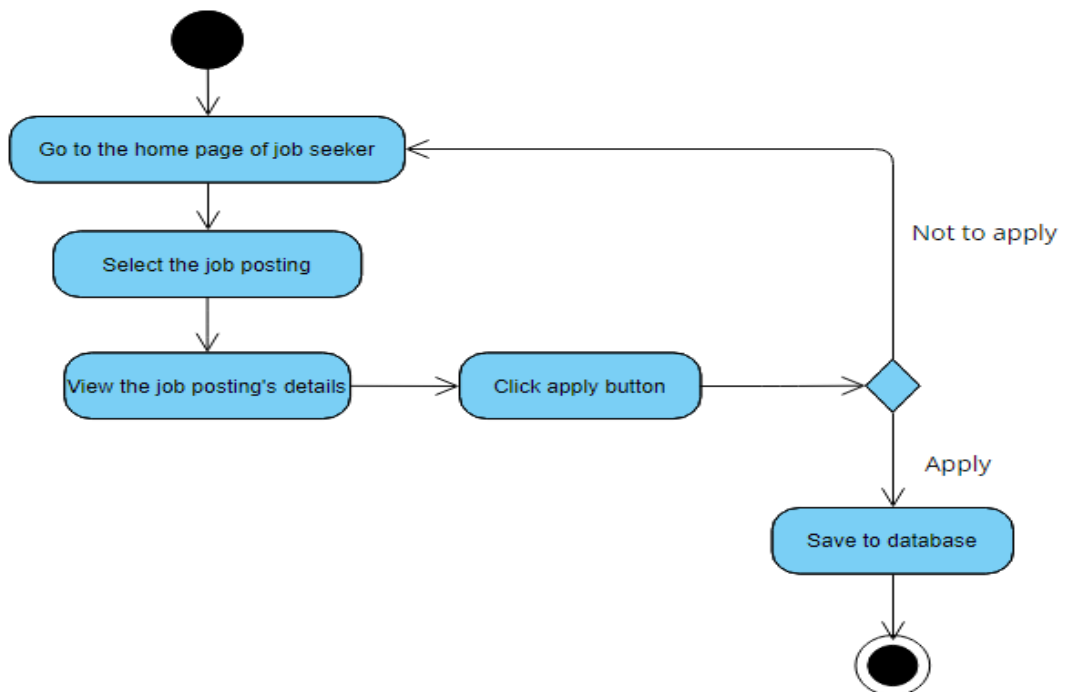 Go to the home page of job seeker
Not to apply
Select the job posting
View the job posting's details
Click apply button
Apply
Save to database